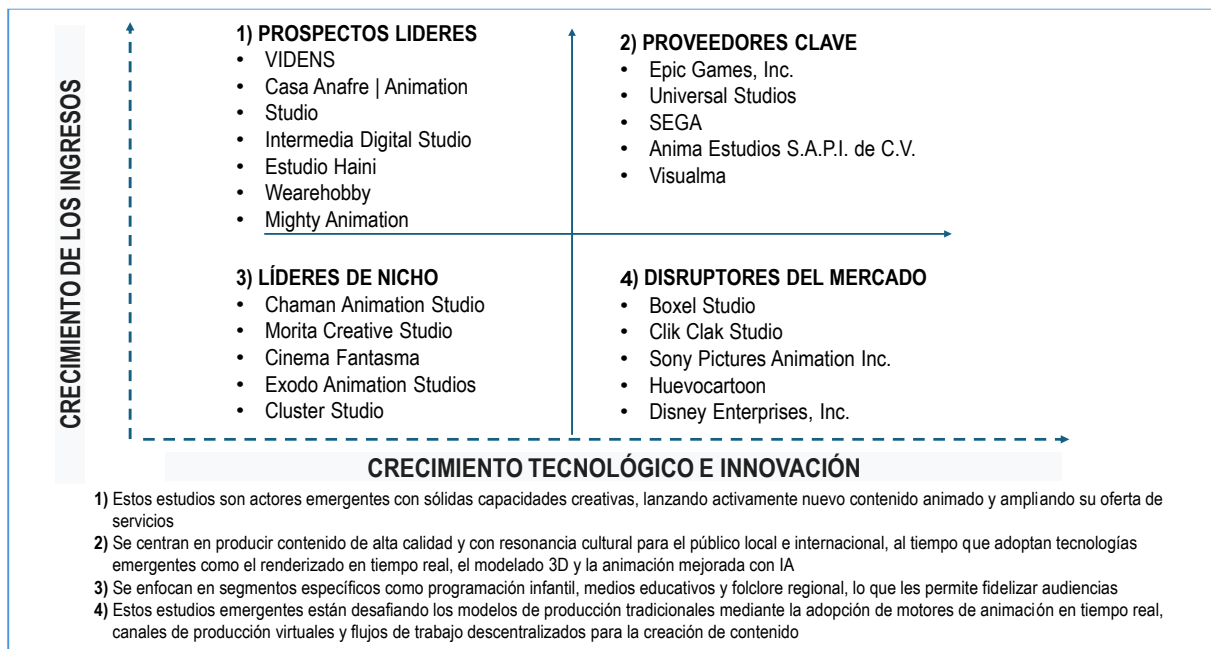 CRECIMIENTO DE LOS INGRESOS
1) PROSPECTOS LIDERES
• VIDENS
• Casa Anafre | Animation
• Studio
• Intermedia Digital Studio
• Estudio Haini
• Wearehobby
• Mighty Animation
2) PROVEEDORES CLAVE
• Epic Games, Inc.
• Universal Studios
• SEGA
• Anima Estudios S.A.P.I. de C.V.
• Visualma
3) LÍDERES DE NICHO
• Chaman Animation Studio
• Morita Creative Studio
• Cinema Fantasma
• Exodo Animation Studios
• Cluster Studio
4) DISRUPTORES DEL MERCADO
• Boxel Studio
• Clik Clak Studio
• Sony Pictures Animation Inc.
• Huevocartoon
• Disney Enterprises, Inc.
CRECIMIENTO TECNOLÓGICO E INNOVACIÓN
1) Estos estudios son actores emergentes con sólidas capacidades creativas, lanzando activamente nuevo contenido animado y ampliando su oferta de
servicios
2) Se centran en producir contenido de alta calidad y con resonancia cultural para el público local e internacional, al tiempo que adoptan tecnologías
emergentes como el renderizado en tiempo real, el modelado 3D y la animación mejorada con IA
3) Se enfocan en segmentos específicos como programación infantil, medios educativos y folclore regional, lo que les permite fidelizar audiencias
4) Estos estudios emergentes están desafiando los modelos de producción tradicionales mediante la adopción de motores de animación en tiempo real,
canales de producción virtuales y flujos de trabajo descentralizados para la creación de contenido